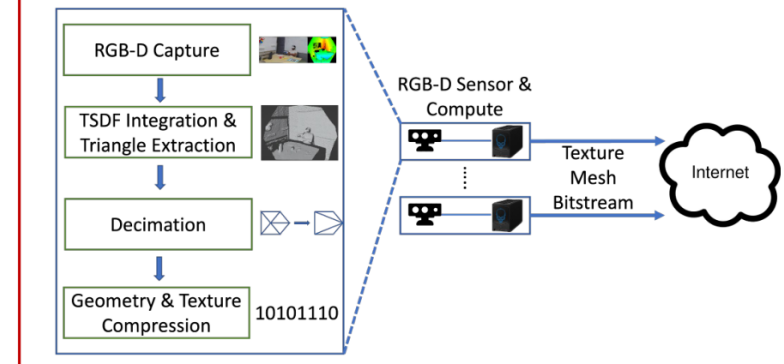 RGB-D Capture
TSDF Integration &
Triangle Extraction
Decimation
Geometry & Texture
Compression
10101110
RGB-D Sensor &
Compute
Texture
Mesh
Bitstream
Internet